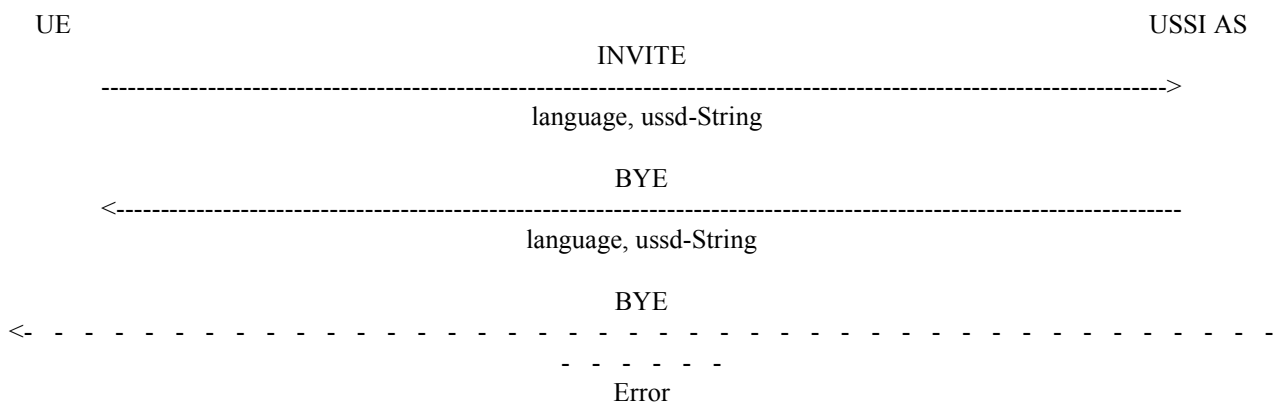 UE USSI AS
INVITE
------------------------------------------------------------------------------------------------------------------------>
language, ussd-String
BYE
<------------------------------------------------------------------------------------------------------------------------
language, ussd-String
BYE
<- - - - - - - - - - - - - - - - - - - - - - - - - - - - - - - - - - - - - - - - - -
- - - - - -
Error